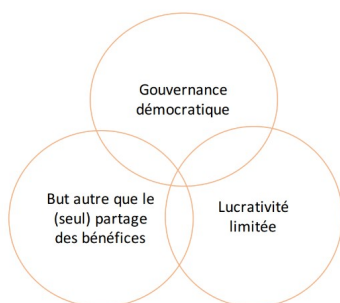 Gouvernance
démocratique
But autre que le
(seul) partage
des bénéfices
Lucrativité
limitée